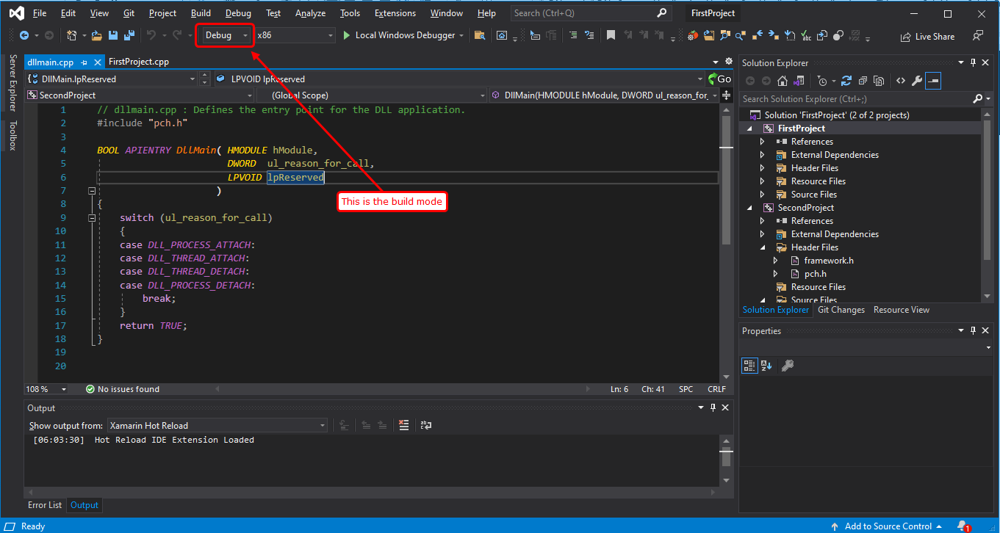 File Edit View Git Project Build Debug Test Analyze Tools Extensions Window Help Search (Ctrl+Q) FirstProject
Debug x86 Local Windows Debugger Live Share
Server Explorer
Toolbox
dllmain.cpp FirstProject.cpp
DllMain.lpReserved LPVOID lpReserved Go
SecondProject (Global Scope) DllMain(HMODULE hModule, DWORD ul_reason_for_
1 // dllmain.cpp : Defines the entry point for the DLL application.
2 #include "pch.h"
3
4 BOOL APIENTRY DllMain( HMODULE hModule,
5 DWORD ul_reason_for_call,
6 LPVOID lpReserved
7 )
8 {
9 switch (ul_reason_for_call)
10 {
11 case DLL_PROCESS_ATTACH:
12 case DLL_THREAD_ATTACH:
13 case DLL_THREAD_DETACH:
14 case DLL_PROCESS_DETACH:
15 break;
16 }
17 return TRUE;
18 }
19
20
This is the build mode
108 % No issues found Ln: 6 Ch: 41 SPC CRLF
Output
Show output from: Xamarin Hot Reload
[06:03:30] Hot Reload IDE Extension Loaded
Error List Output
Solution Explorer
Search Solution Explorer (Ctrl+;)
Solution 'FirstProject' (2 of 2 projects)
FirstProject
References
External Dependencies
Header Files
Resource Files
Source Files
SecondProject
References
External Dependencies
Header Files
framework.h
pch.h
Resource Files
Source Files
Solution Explorer Git Changes Resource View
Properties
Ready Add to Source Control 1